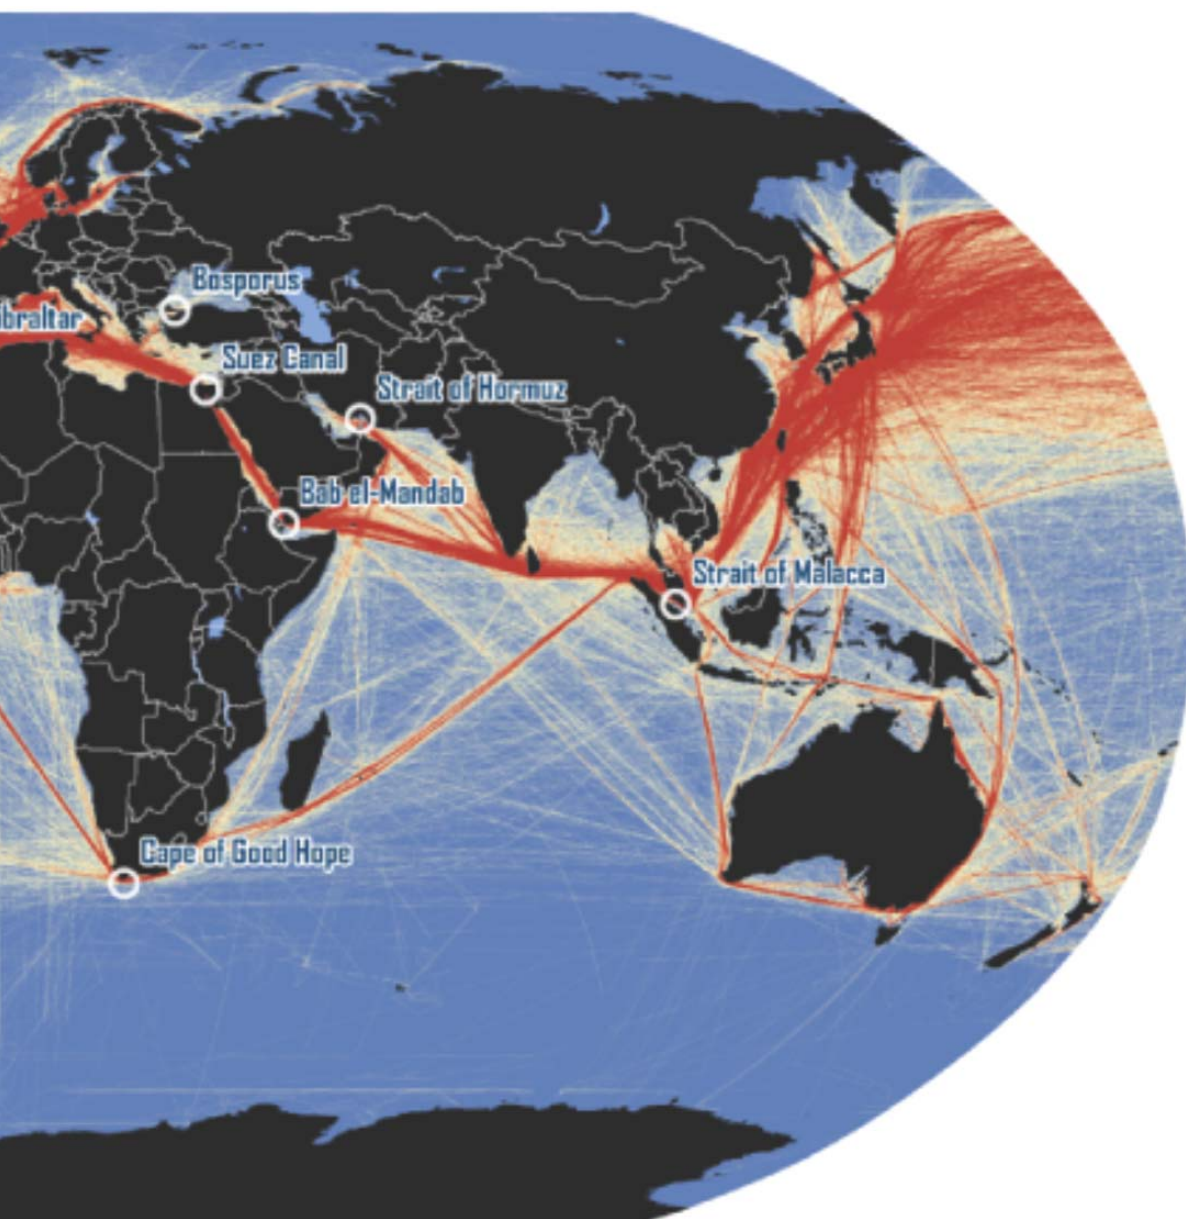 Bosporus
ibraltar
Suez Canal
Strait of Hormuz
Bab el-Mandab
Strait of Malacca
Cape of Good Hope